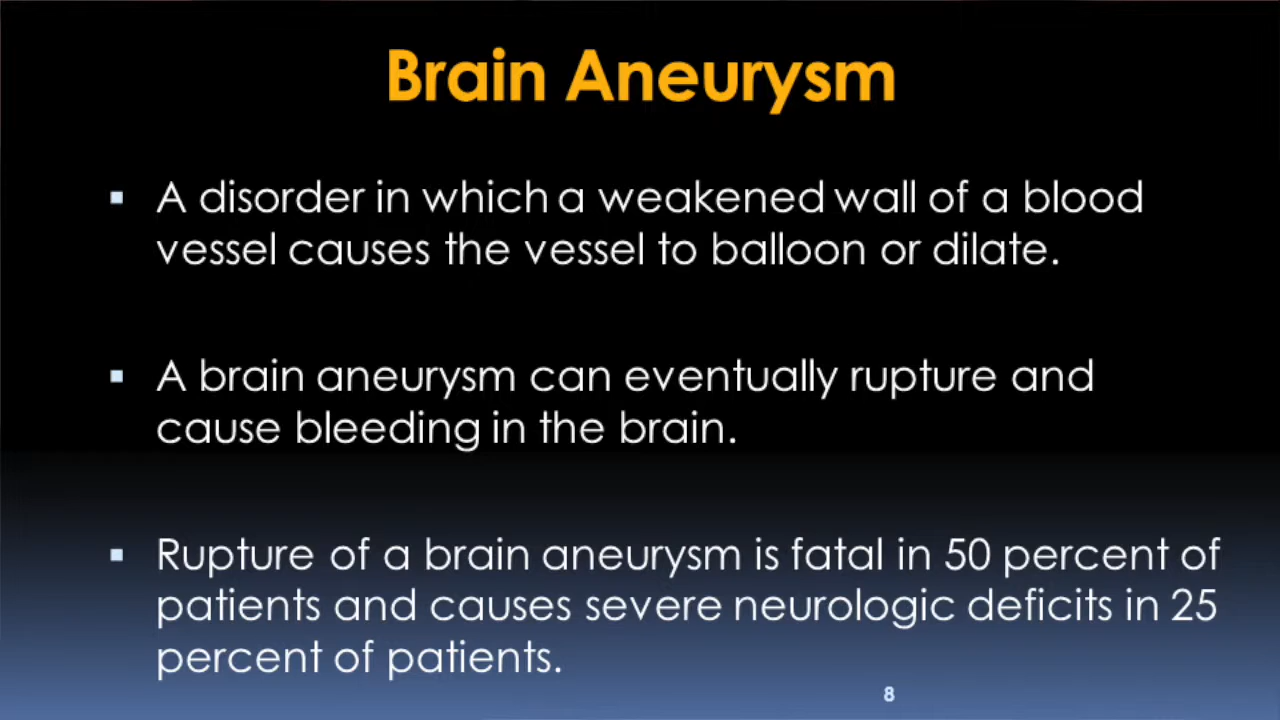 Brain Aneurysm
▪ A disorder in which a weakened wall of a blood
vessel causes the vessel to balloon or dilate.
▪ A brain aneurysm can eventually rupture and
cause bleeding in the brain.
▪ Rupture of a brain aneurysm is fatal in 50 percent of
patients and causes severe neurologic deficits in 25
percent of patients.
8